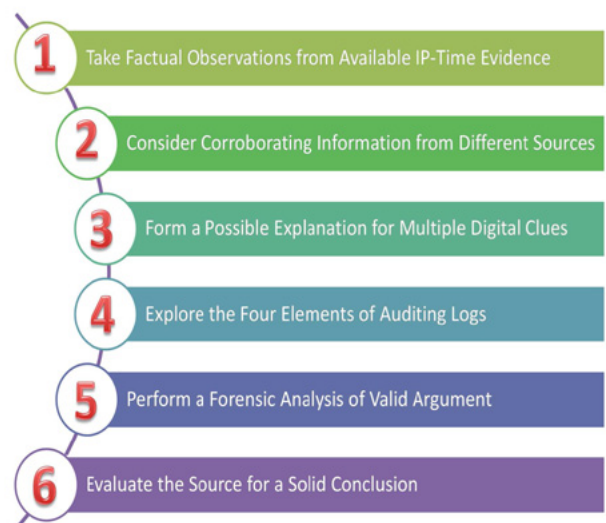 1 Take Factual Observations from Available IP-Time Evidence
2 Consider Corroborating Information from Different Sources
3 Form a Possible Explanation for Multiple Digital Clues
4 Explore the Four Elements of Auditing Logs
5 Perform a Forensic Analysis of Valid Argument
6 Evaluate the Source for a Solid Conclusion